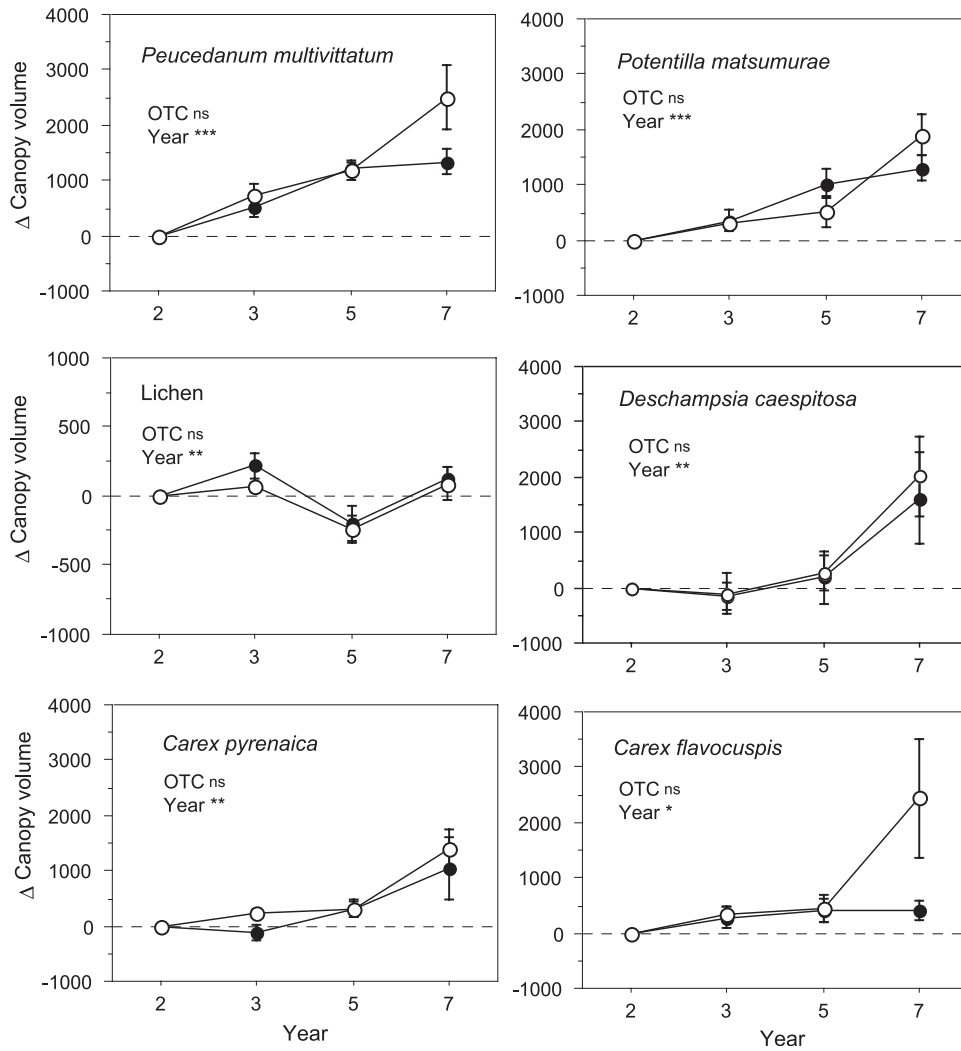 4000
3000
2000
1000
0
-1000
Δ Canopy volume
Peucedanum multivittatum
OTC ns
Year ***
2 3 5 7
4000
3000
2000
1000
0
-1000
Potentilla matsumurae
OTC ns
Year ***
2 3 5 7
1000
500
0
-500
-1000
Δ Canopy volume
Lichen
OTC ns
Year **
2 3 5 7
4000
3000
2000
1000
0
-1000
Deschampsia caespitosa
OTC ns
Year **
2 3 5 7
4000
3000
2000
1000
0
-1000
Δ Canopy volume
Carex pyrenaica
OTC ns
Year **
2 3 5 7
Year
4000
3000
2000
1000
0
-1000
Carex flavocuspis
OTC ns
Year *
2 3 5 7
Year